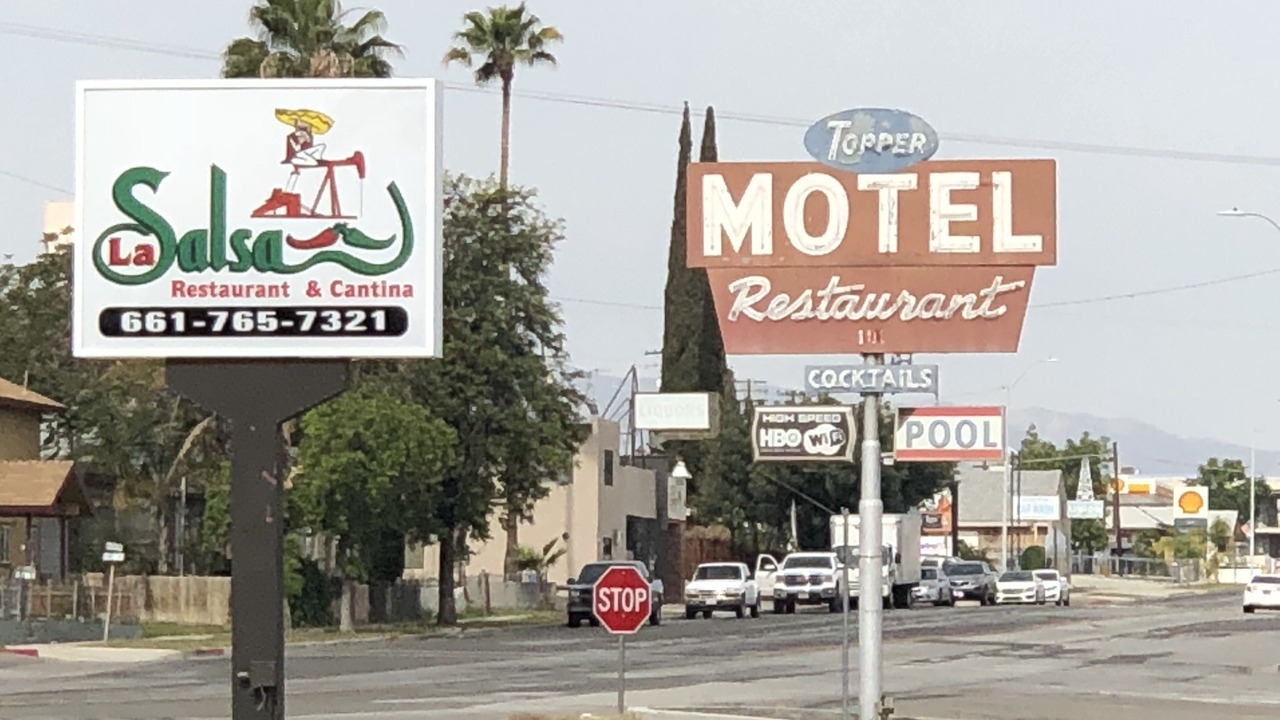 La Salsa
Restaurant & Cantina
661-765-7321
TOPPER
MOTEL
Restaurant
COCKTAILS
LIQUORS
HIGH SPEED
HBO WiFi
POOL
STOP